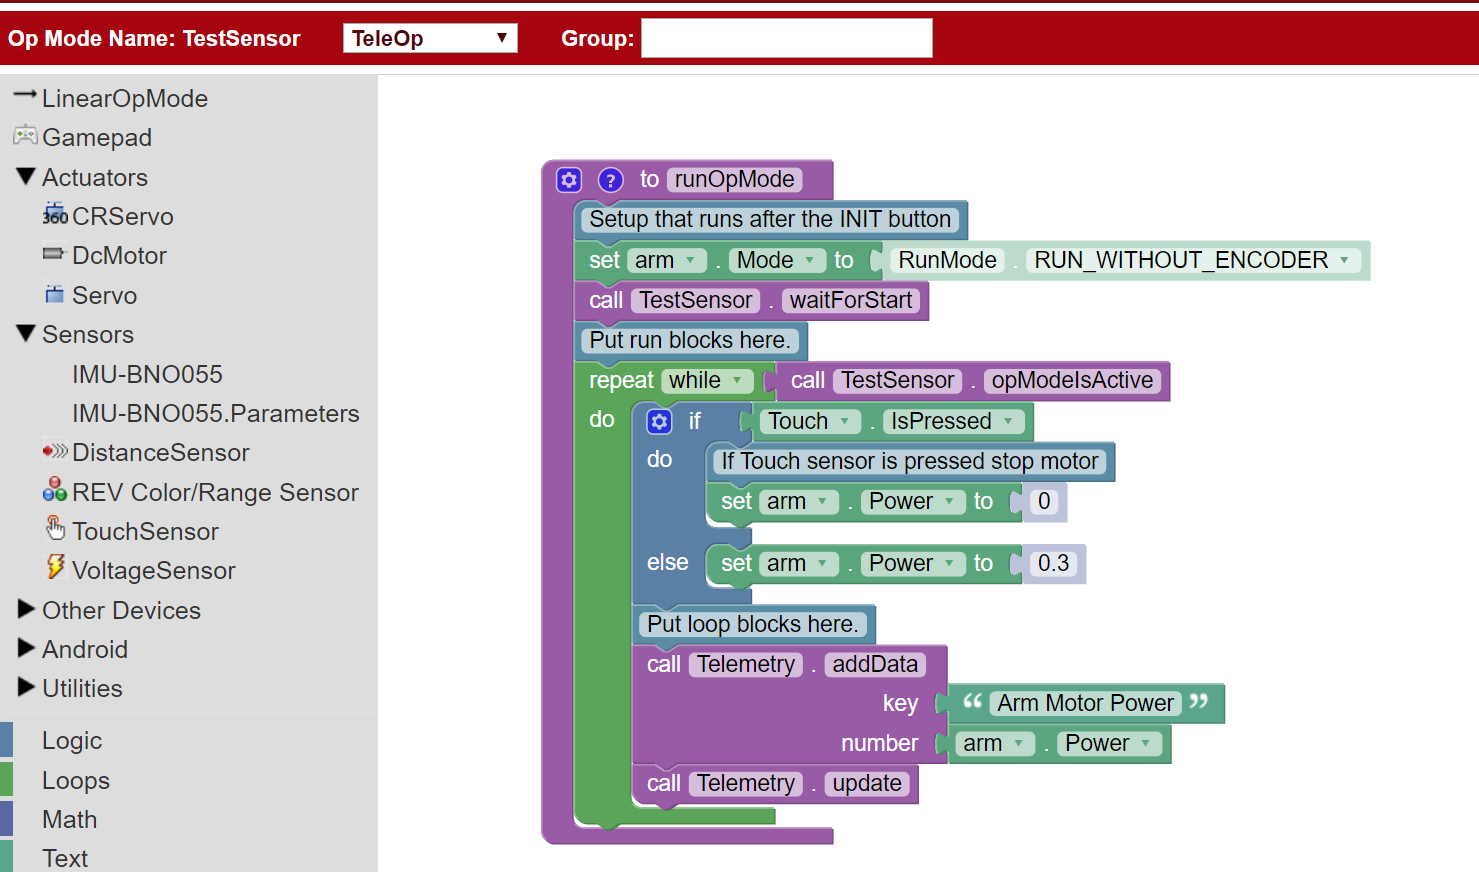 Op Mode Name: TestSensor TeleOp Group:
LinearOpMode
Gamepad
Actuators
360 CRServo
DcMotor
Servo
Sensors
IMU-BNO055
IMU-BNO055.Parameters
DistanceSensor
REV Color/Range Sensor
TouchSensor
VoltageSensor
Other Devices
Android
Utilities
Logic
Loops
Math
Text
? to runOpMode
Setup that runs after the INIT button
set arm . Mode to RunMode . RUN_WITHOUT_ENCODER
call TestSensor . waitForStart
Put run blocks here.
repeat while call TestSensor . opModeIsActive
do if Touch . IsPressed
do If Touch sensor is pressed stop motor
set arm . Power to 0
else set arm . Power to 0.3
Put loop blocks here.
call Telemetry . addData
key “ Arm Motor Power ”
number arm . Power
call Telemetry . update